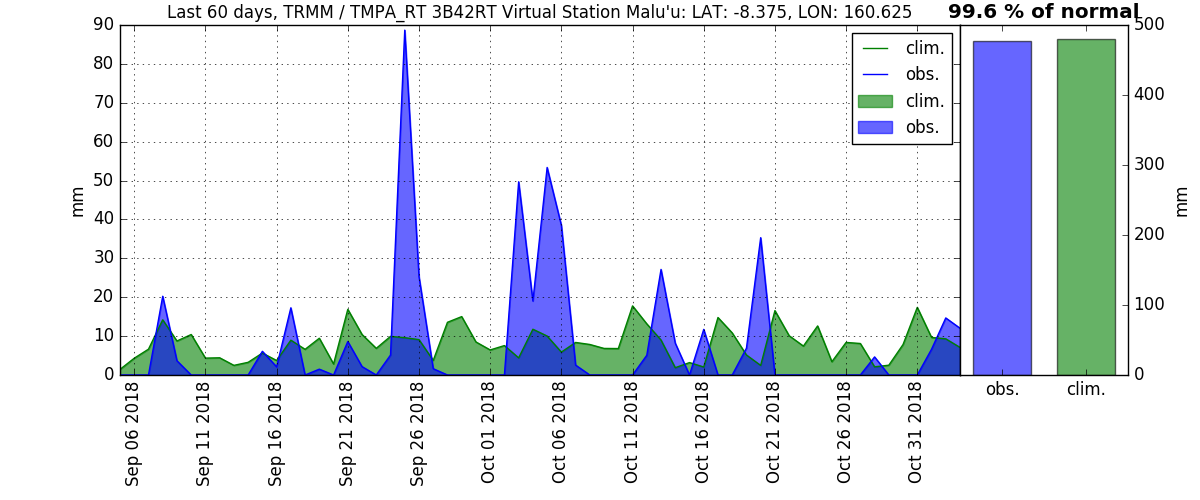 Last 60 days, TRMM / TMPA_RT 3B42RT Virtual Station Malu'u: LAT: -8.375, LON: 160.625
99.6 % of normal
90
80
70
60
50
40
30
20
10
0
mm
clim.
obs.
clim.
obs.
500
400
300
200
100
0
mm
Sep 06 2018
Sep 11 2018
Sep 16 2018
Sep 21 2018
Sep 26 2018
Oct 01 2018
Oct 06 2018
Oct 11 2018
Oct 16 2018
Oct 21 2018
Oct 26 2018
Oct 31 2018
obs.
clim.